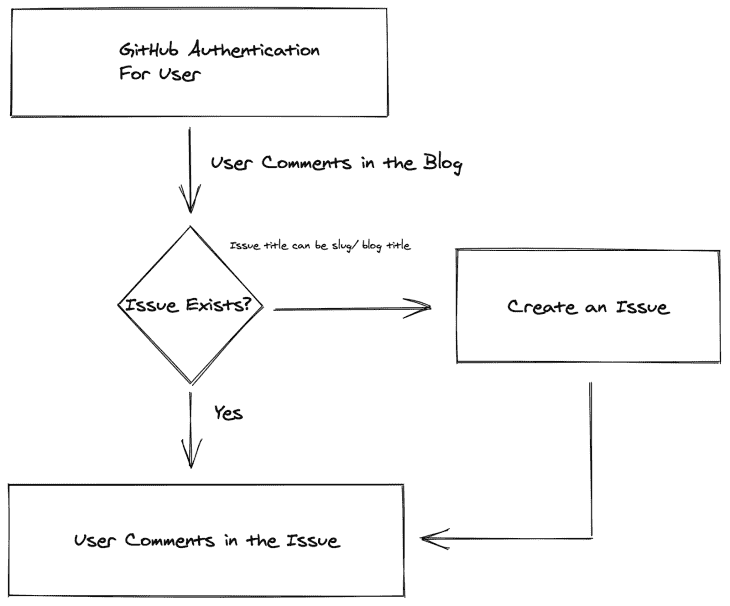 GitHub Authentication
For User
User Comments in the Blog
Issue title can be slug/ blog title
Issue Exists?
Create an Issue
Yes
User Comments in the Issue